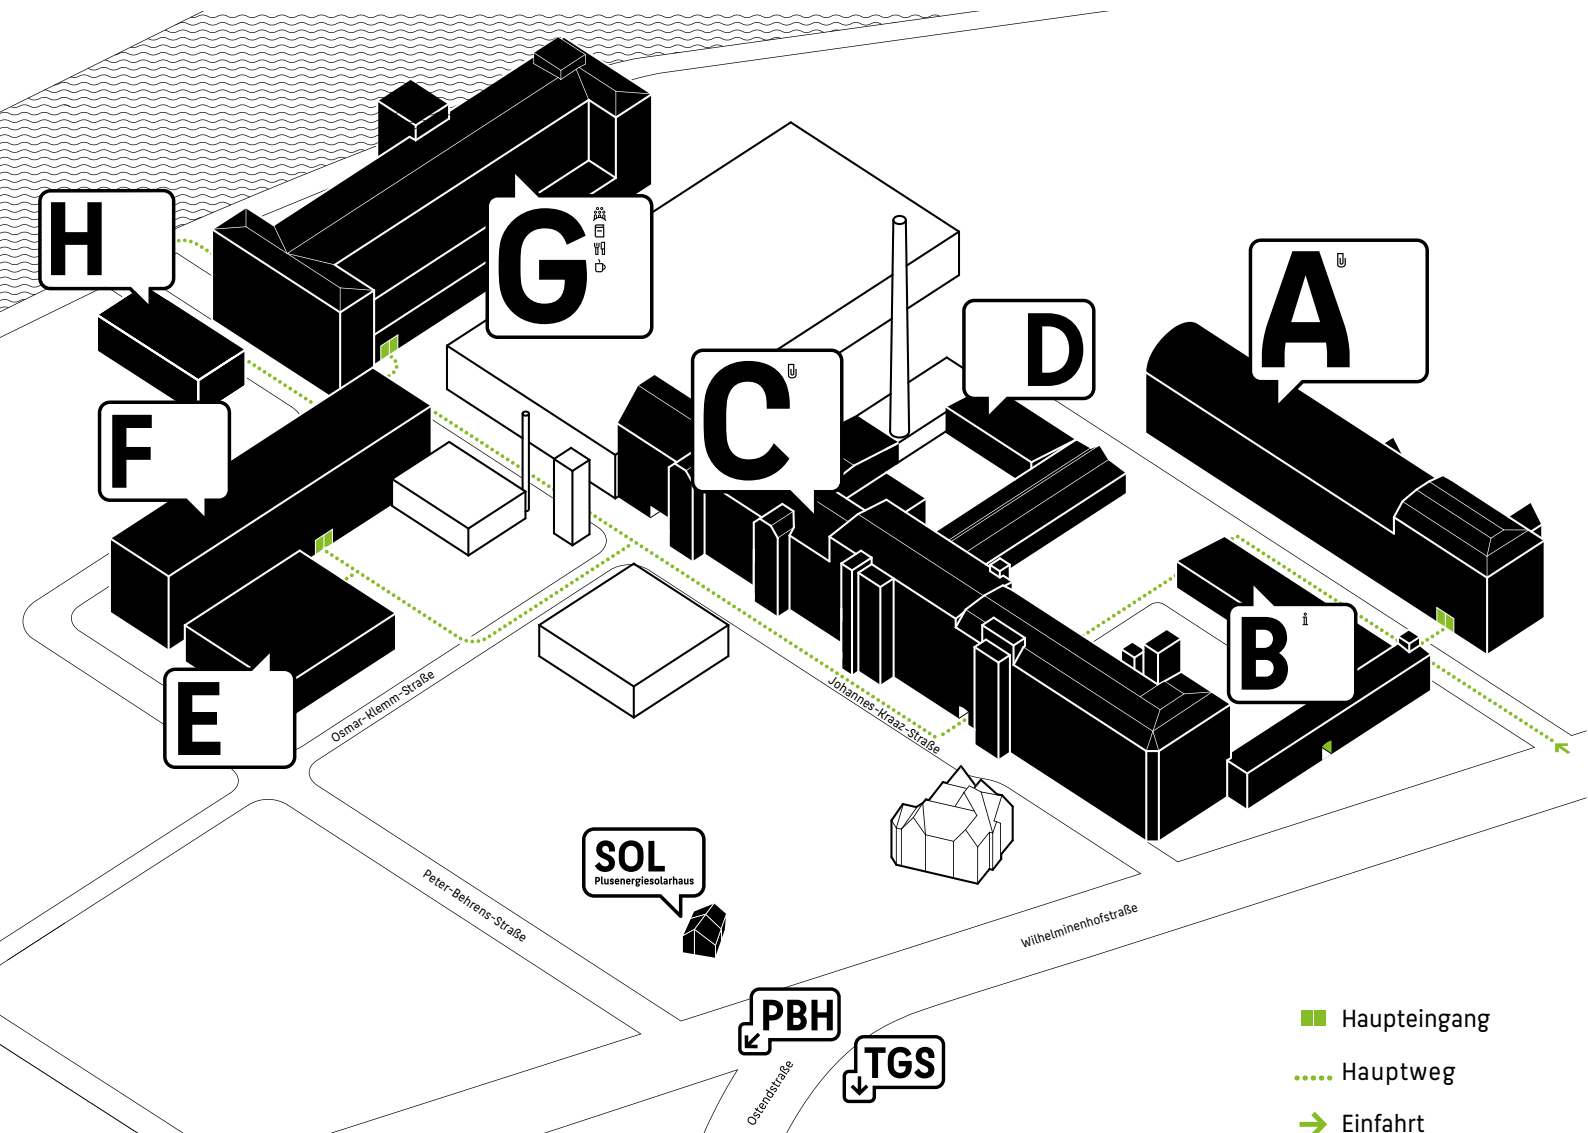 H
G
A
D
C
F
B
i
E
Osmar-Klemm-Straße
Johannes-Kraaz-Straße
SOL
Plusenergiesolarhaus
Peter-Behrens-Straße
Wilhelminenhofstraße
PBH
TGS
Ostendstraße
Haupteingang
Hauptweg
Einfahrt